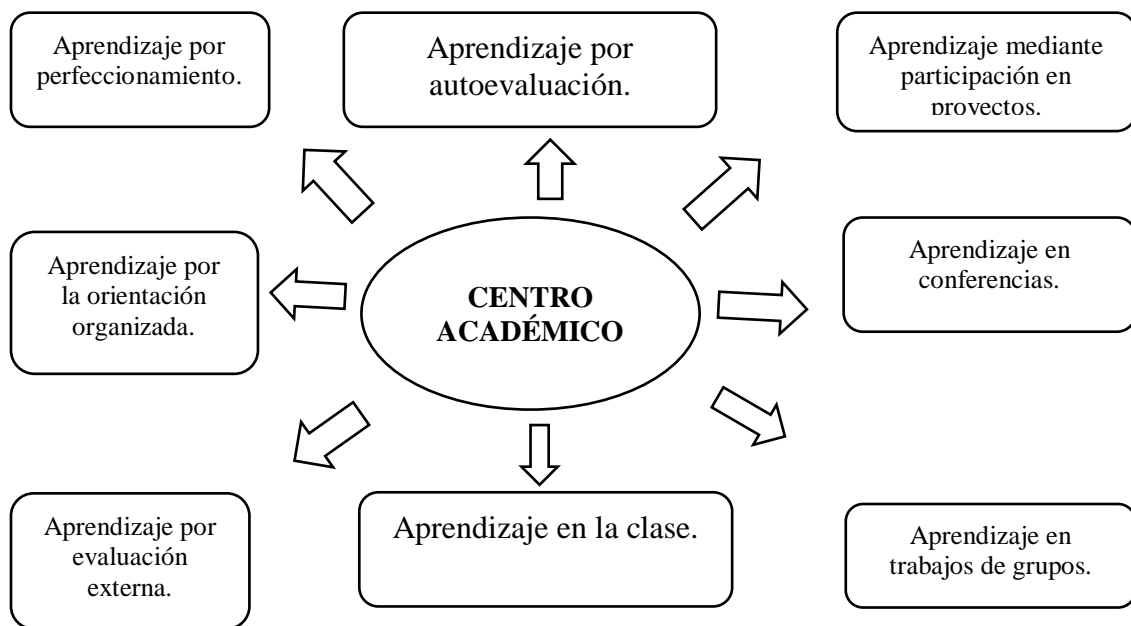 Aprendizaje por
perfeccionamiento.
Aprendizaje por
autoevaluación.
Aprendizaje mediante
participación en
proyectos.
Aprendizaje por
la orientación
organizada.
CENTRO
ACADÉMICO
Aprendizaje en
conferencias.
Aprendizaje por
evaluación
externa.
Aprendizaje en la clase.
Aprendizaje en
trabajos de grupos.